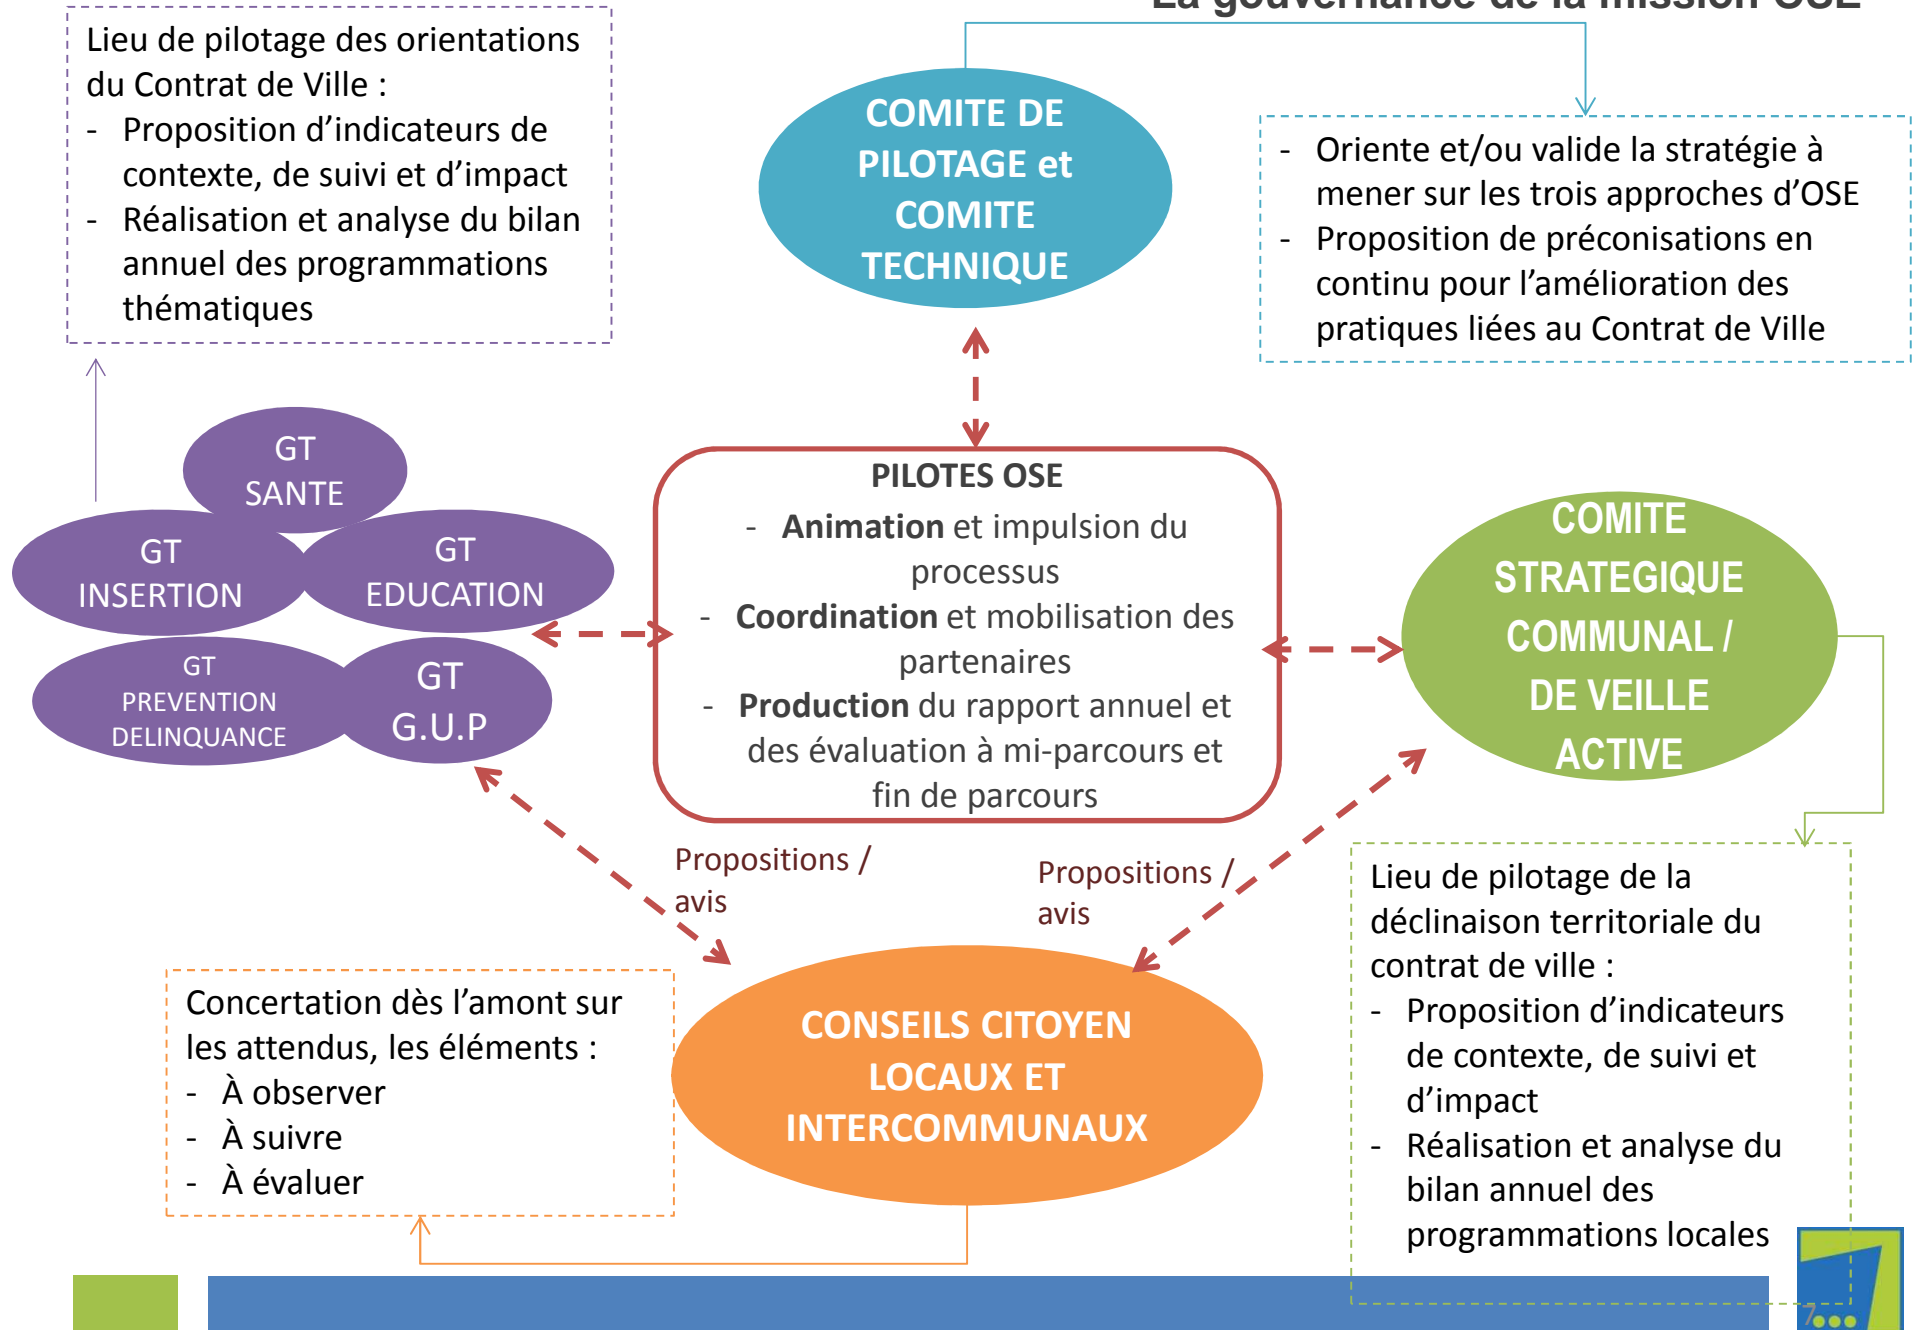 La gouvernance de la mission OSE
Lieu de pilotage des orientations
du Contrat de Ville :
- Proposition d’indicateurs de
contexte, de suivi et d’impact
- Réalisation et analyse du bilan
annuel des programmations
thématiques
COMITE DE
PILOTAGE et
COMITE
TECHNIQUE
- Oriente et/ou valide la stratégie à
mener sur les trois approches d’OSE
- Proposition de préconisations en
continu pour l’amélioration des
pratiques liées au Contrat de Ville
GT
SANTE
GT
INSERTION
GT
EDUCATION
GT
PREVENTION
DELINQUANCE
GT
G.U.P
PILOTES OSE
- Animation et impulsion du
processus
- Coordination et mobilisation des
partenaires
- Production du rapport annuel et
des évaluation à mi-parcours et
fin de parcours
COMITE
STRATEGIQUE
COMMUNAL /
DE VEILLE
ACTIVE
Propositions /
avis
Propositions /
avis
Lieu de pilotage de la
déclinaison territoriale du
contrat de ville :
- Proposition d’indicateurs
de contexte, de suivi et
d’impact
- Réalisation et analyse du
bilan annuel des
programmations locales
Concertation dès l’amont sur
les attendus, les éléments :
- À observer
- À suivre
- À évaluer
CONSEILS CITOYEN
LOCAUX ET
INTERCOMMUNAUX
7